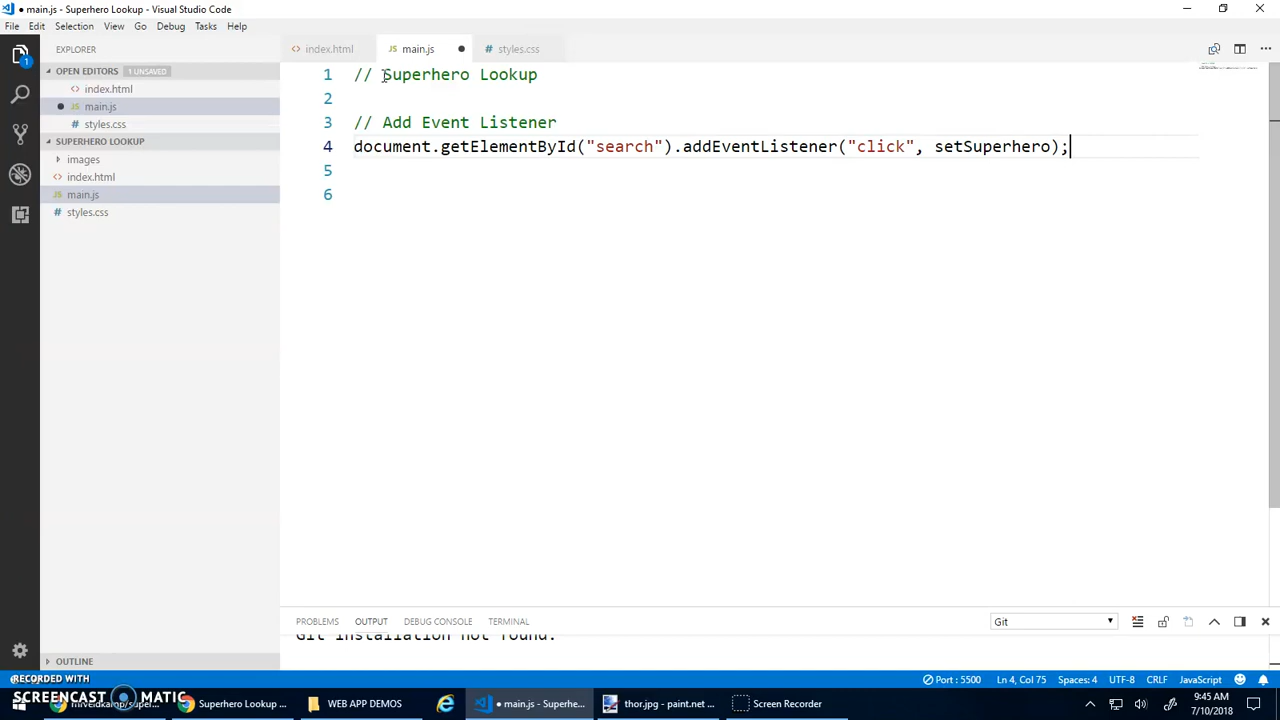 main.js - Superhero Lookup - Visual Studio Code
File Edit Selection View Go Debug Tasks Help
EXPLORER
OPEN EDITORS 1 UNSAVED
index.html
main.js
styles.css
SUPERHERO LOOKUP
images
index.html
main.js
styles.css
OUTLINE
1
index.html main.js styles.css
1 // Superhero Lookup
2
3 // Add Event Listener
4 document.getElementById("search").addEventListener("click", setSuperhero);
5
6
PROBLEMS OUTPUT DEBUG CONSOLE TERMINAL Git
Git installation not found.
Port : 5500 Ln 4, Col 75 Spaces: 4 UTF-8 CRLF JavaScript
RECORDED WITH
SCREENCAST MATIC
mrveldkamp/super... Superhero Lookup ... WEB APP DEMOS main.js - Superhe... thor.jpg - paint.net ... Screen Recorder
9:45 AM
7/10/2018